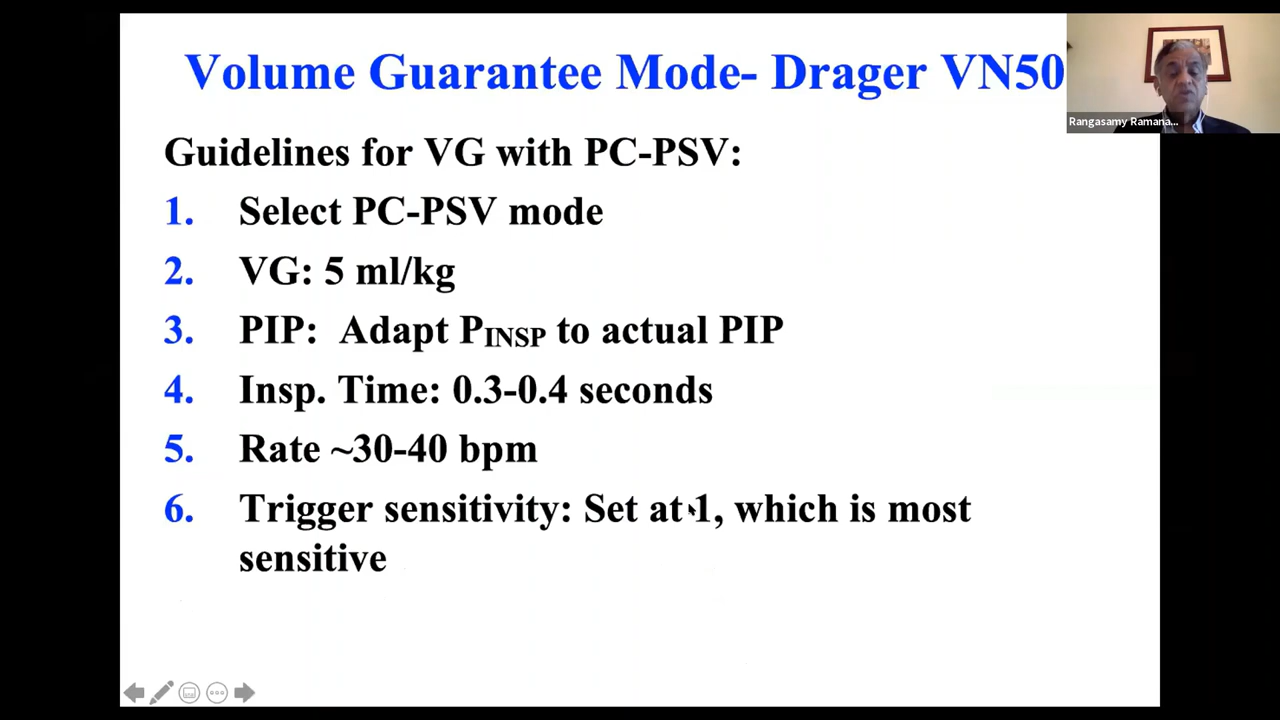 Volume Guarantee Mode- Drager VN50
Rangasamy Ramana...
Guidelines for VG with PC-PSV:
1. Select PC-PSV mode
2. VG: 5 ml/kg
3. PIP: Adapt PINSP to actual PIP
4. Insp. Time: 0.3-0.4 seconds
5. Rate ~30-40 bpm
6. Trigger sensitivity: Set at 1, which is most
sensitive